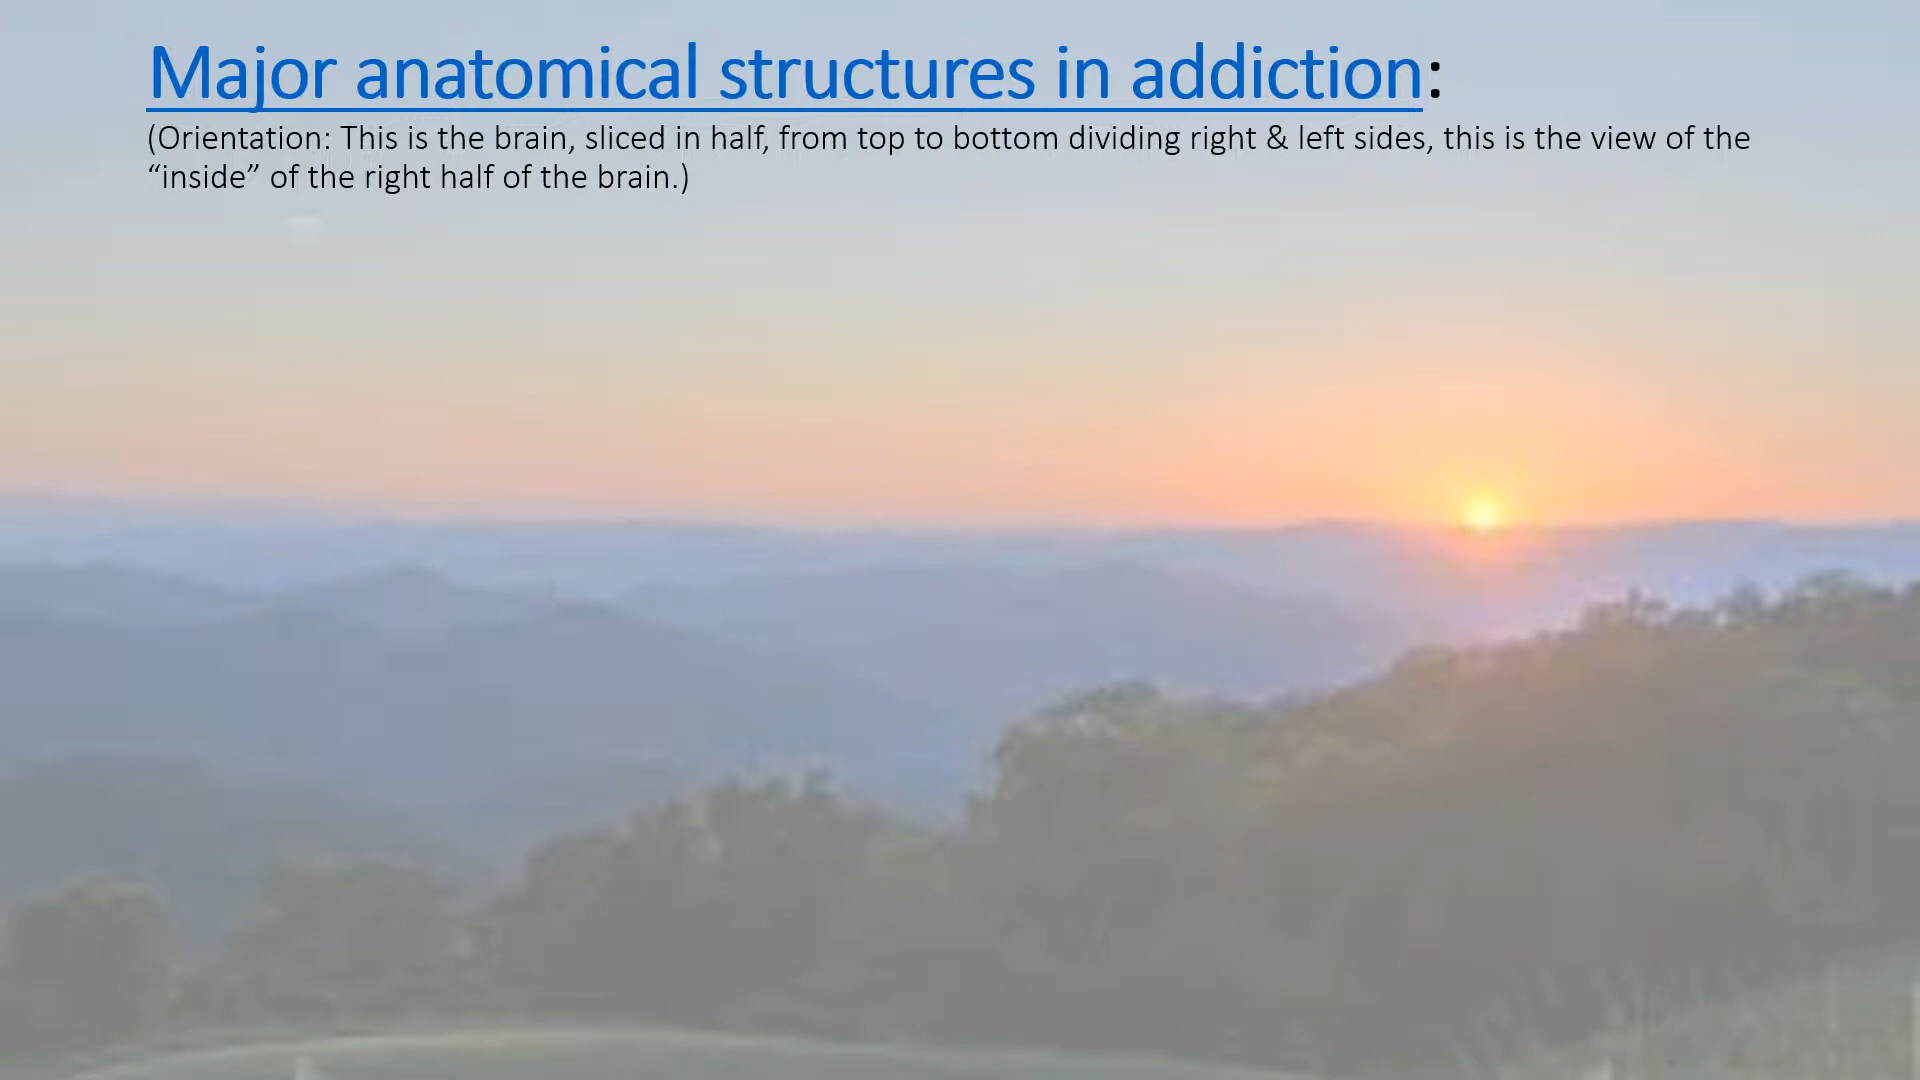 Major anatomical structures in addiction:
(Orientation: This is the brain, sliced in half, from top to bottom dividing right & left sides, this is the view of the
“inside” of the right half of the brain.)